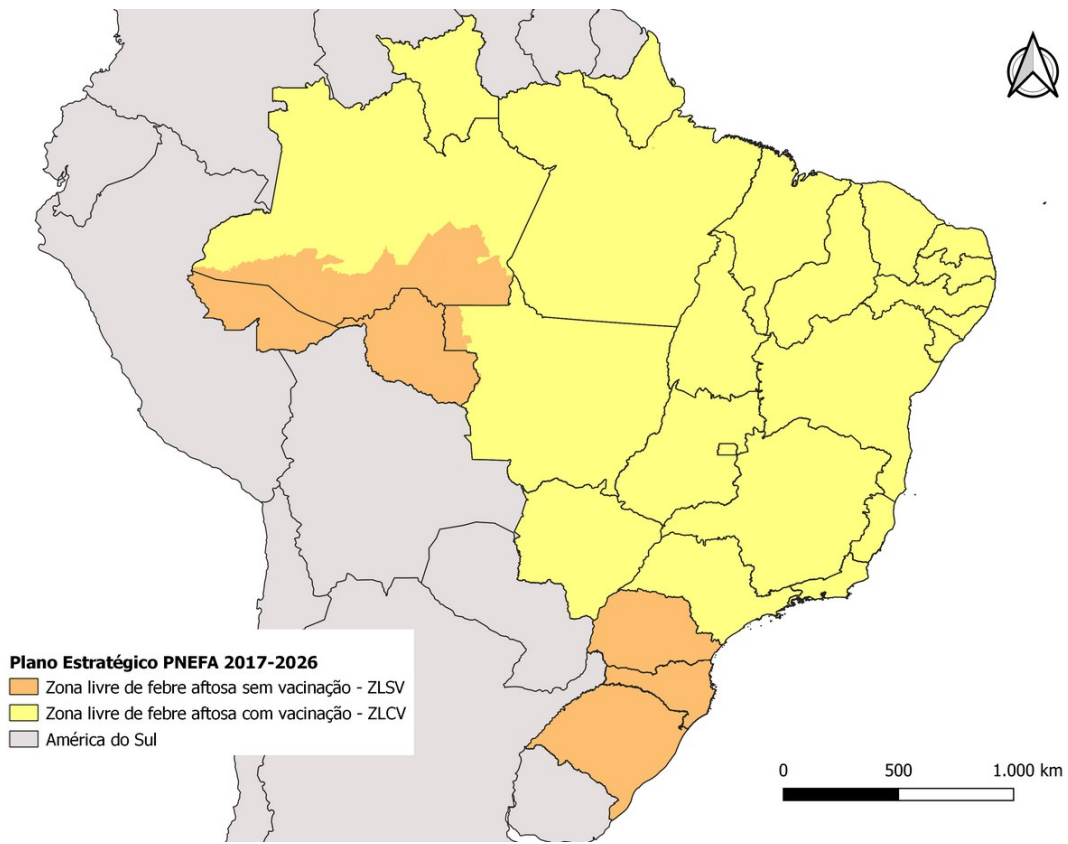 Plano Estratégico PNEFA 2017-2026
Zona livre de febre aftosa sem vacinação - ZLSV
Zona livre de febre aftosa com vacinação - ZLCV
América do Sul
0 500 1.000 km